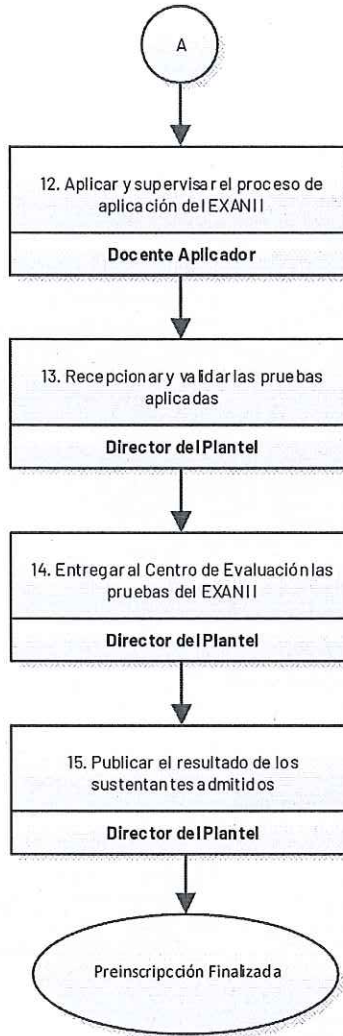 A
12. Aplicar y supervisar el proceso de
aplicación del EXANII
Docente Aplicador
13. Recepcionar y validar las pruebas
aplicadas
Director del Plantel
14. Entregar al Centro de Evaluación las
pruebas del EXANII
Director del Plantel
15. Publicar el resultado de los
sustentantes admitidos
Director del Plantel
Preinscripcción Finalizada